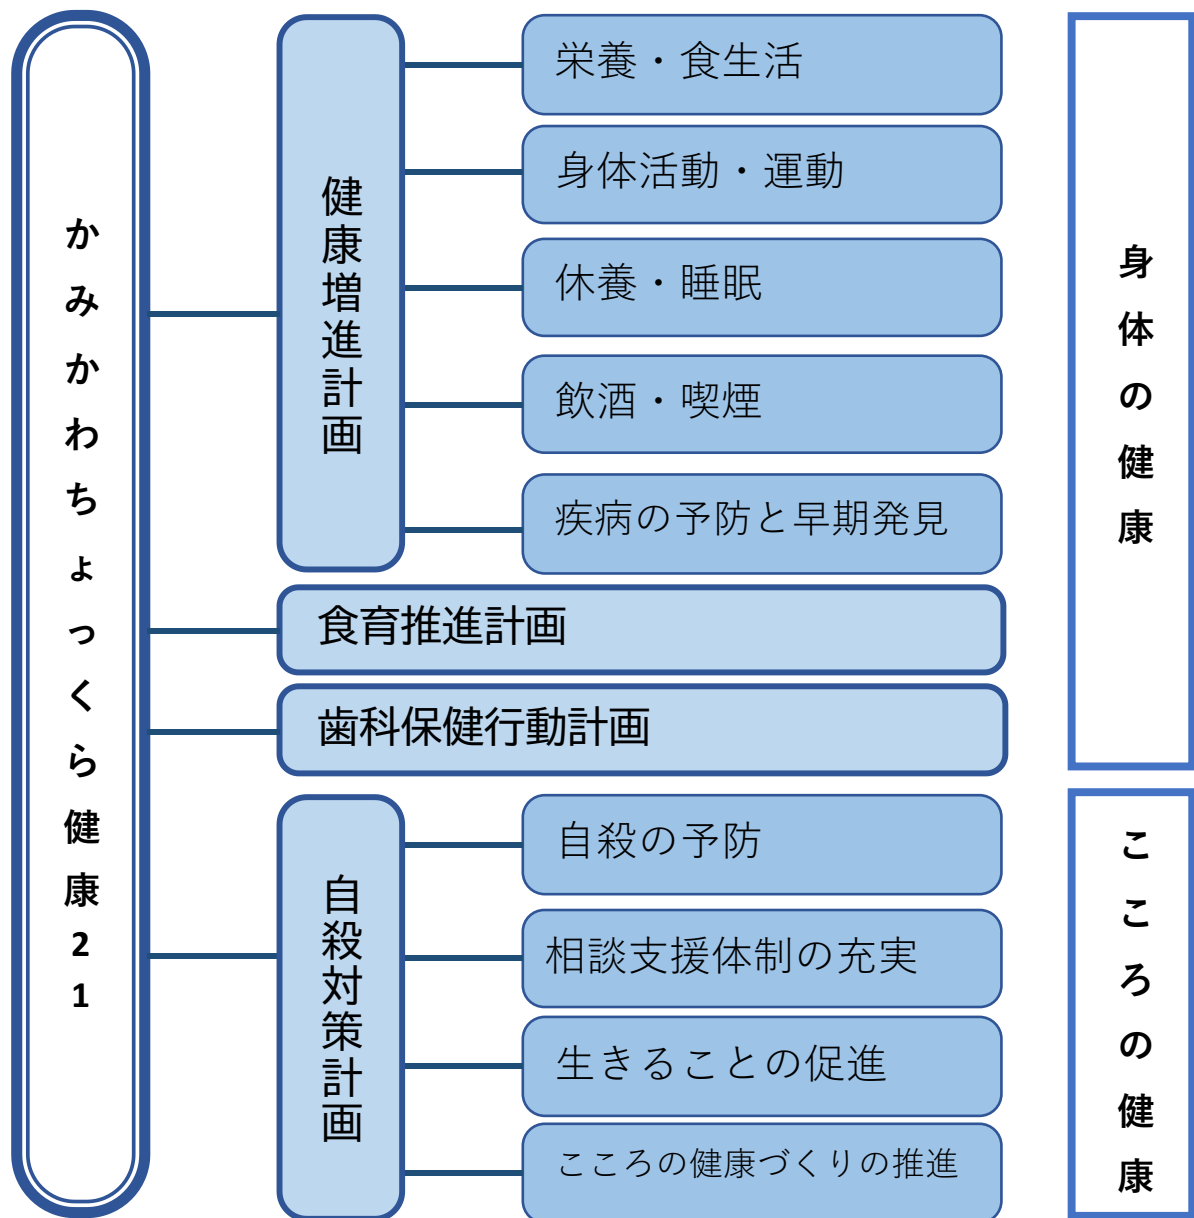 かみかわちょっくら健康21
健康増進計画
栄養・食生活
身体活動・運動
休養・睡眠
飲酒・喫煙
疾病の予防と早期発見
食育推進計画
歯科保健行動計画
自殺対策計画
自殺の予防
相談支援体制の充実
生きることの促進
こころの健康づくりの推進
身体の健康
こころの健康